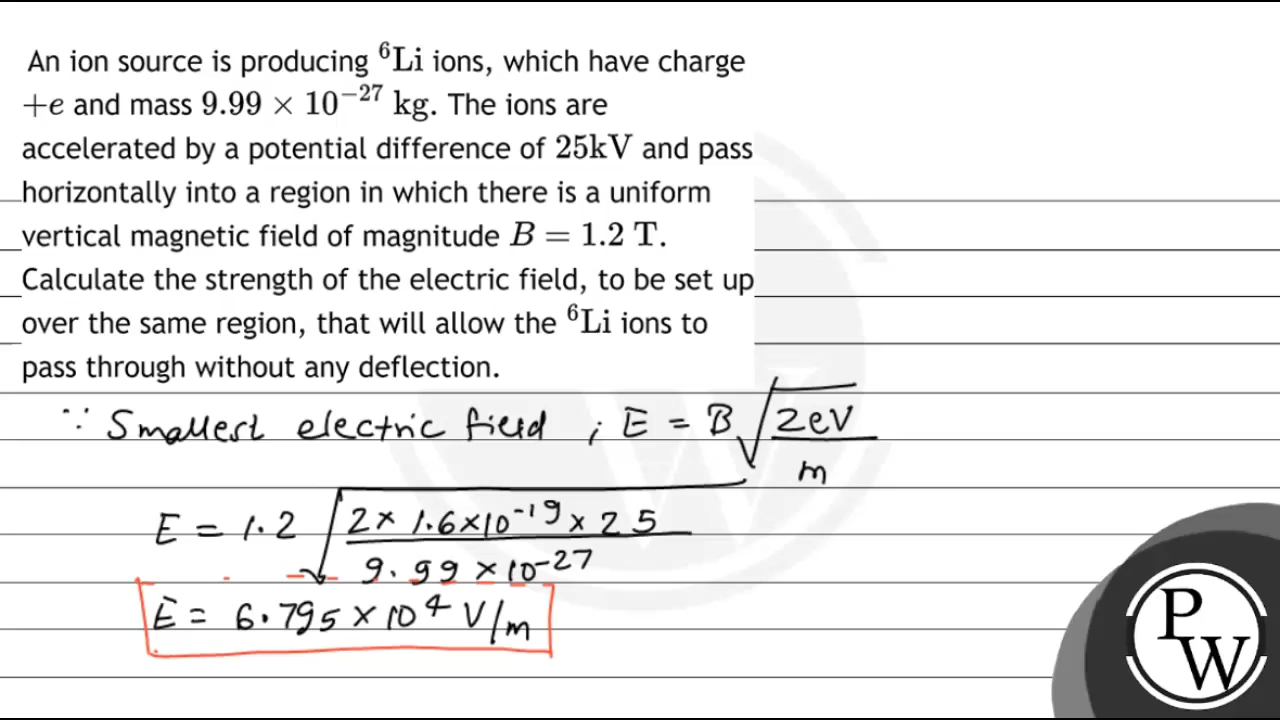 An ion source is producing ⁶Li ions, which have charge
+e and mass 9.99 × 10⁻²⁷ kg. The ions are
accelerated by a potential difference of 25kV and pass
horizontally into a region in which there is a uniform
vertical magnetic field of magnitude B = 1.2 T.
Calculate the strength of the electric field, to be set up
over the same region, that will allow the ⁶Li ions to
pass through without any deflection.
∵ Smallest electric field ; E = B √(2eV/m)
E = 1.2 √(2× 1.6×10⁻¹⁹ × 25 / 9.99 × 10⁻²⁷)
E = 6.795 × 10⁴ V/m
PW